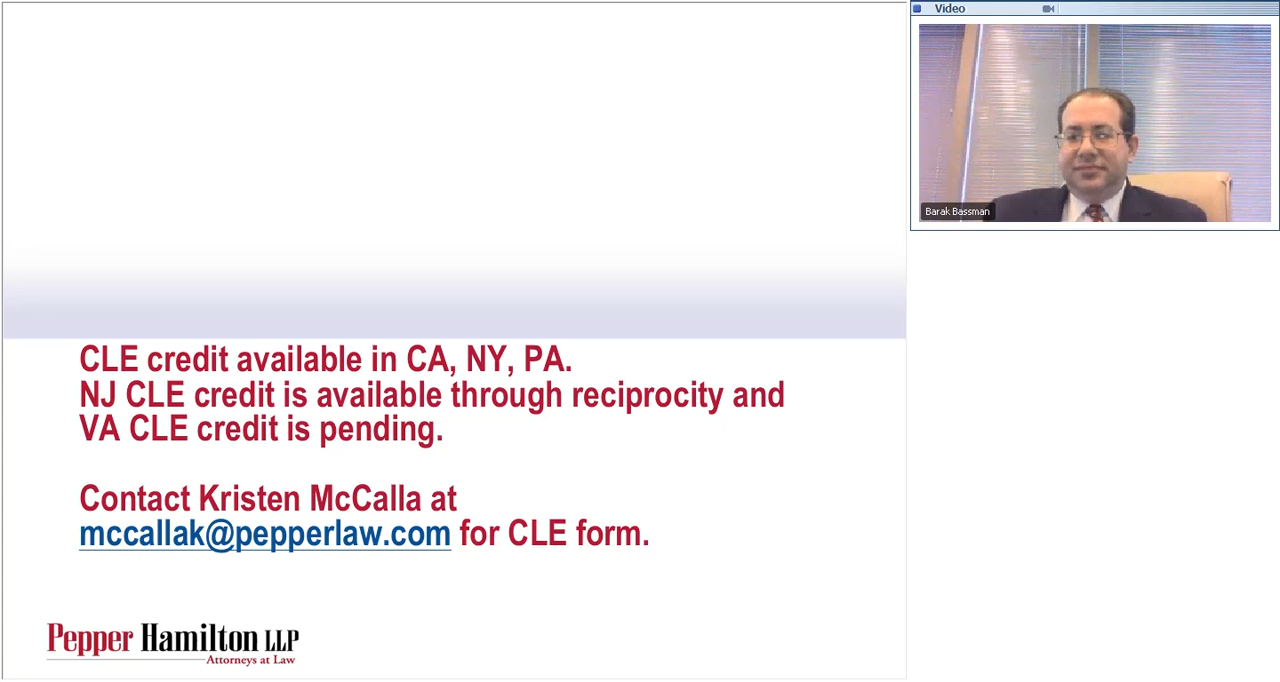 Video
Barak Bassman
CLE credit available in CA, NY, PA.
NJ CLE credit is available through reciprocity and
VA CLE credit is pending.
Contact Kristen McCalla at
mccallak@pepperlaw.com for CLE form.
Pepper Hamilton LLP
Attorneys at Law